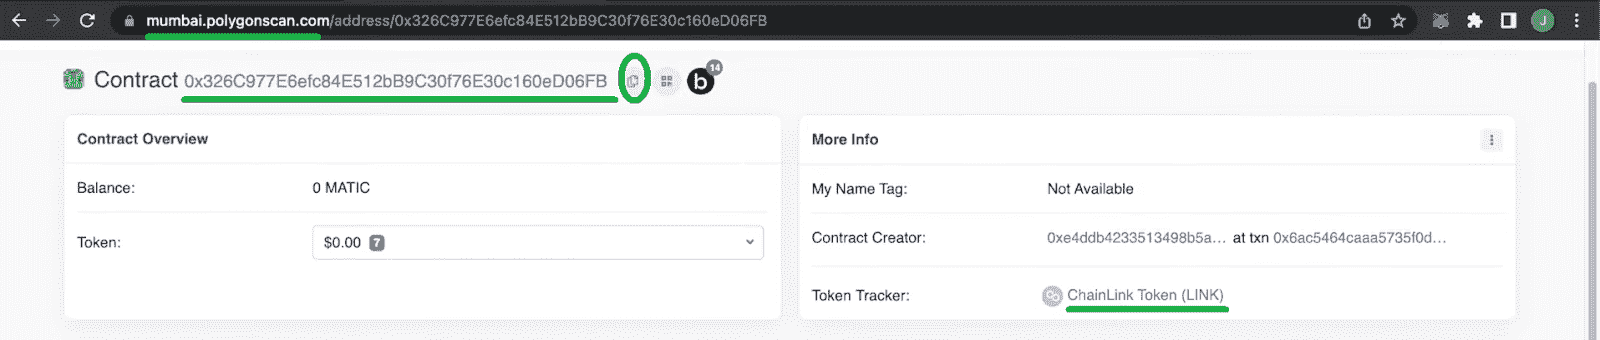 mumbai.polygonscan.com/address/0x326C977E6efc84E512bB9C30f76E30c160eD06FB
J
Contract 0x326C977E6efc84E512bB9C30f76E30c160eD06FB b 14
Contract Overview
Balance: 0 MATIC
Token: $0.00 7
More Info
My Name Tag: Not Available
Contract Creator: 0xe4ddb4233513498b5a... at txn 0x6ac5464caaa5735f0d...
Token Tracker: ChainLink Token (LINK)